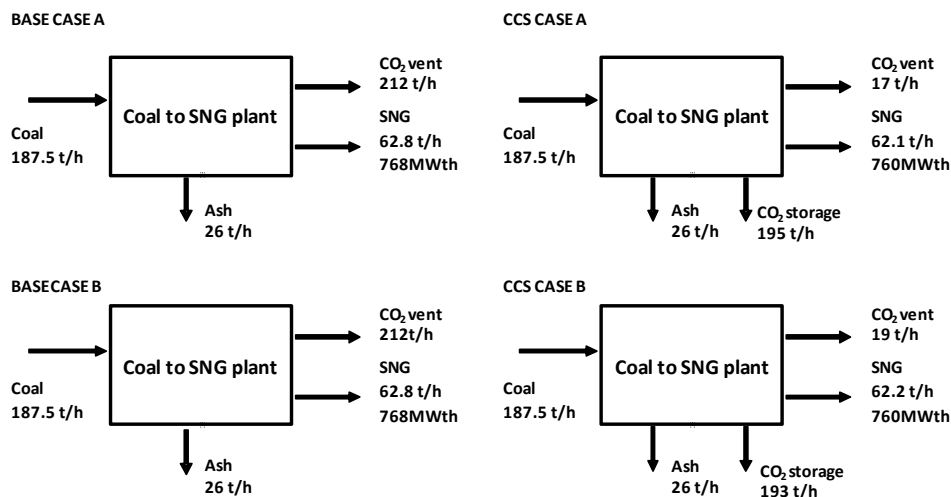 BASE CASE A
CO₂ vent
212 t/h
Coal to SNG plant
SNG
62.8 t/h
768MWth
Coal
187.5 t/h
Ash
26 t/h
CCS CASE A
CO₂ vent
17 t/h
Coal to SNG plant
SNG
62.1 t/h
760MWth
Coal
187.5 t/h
Ash
26 t/h
CO₂ storage
195 t/h
BASE CASE B
CO₂ vent
212t/h
Coal to SNG plant
SNG
62.8 t/h
768MWth
Coal
187.5 t/h
Ash
26 t/h
CCS CASE B
CO₂ vent
19 t/h
Coal to SNG plant
SNG
62.2 t/h
760MWth
Coal
187.5 t/h
Ash
26 t/h
CO₂ storage
193 t/h